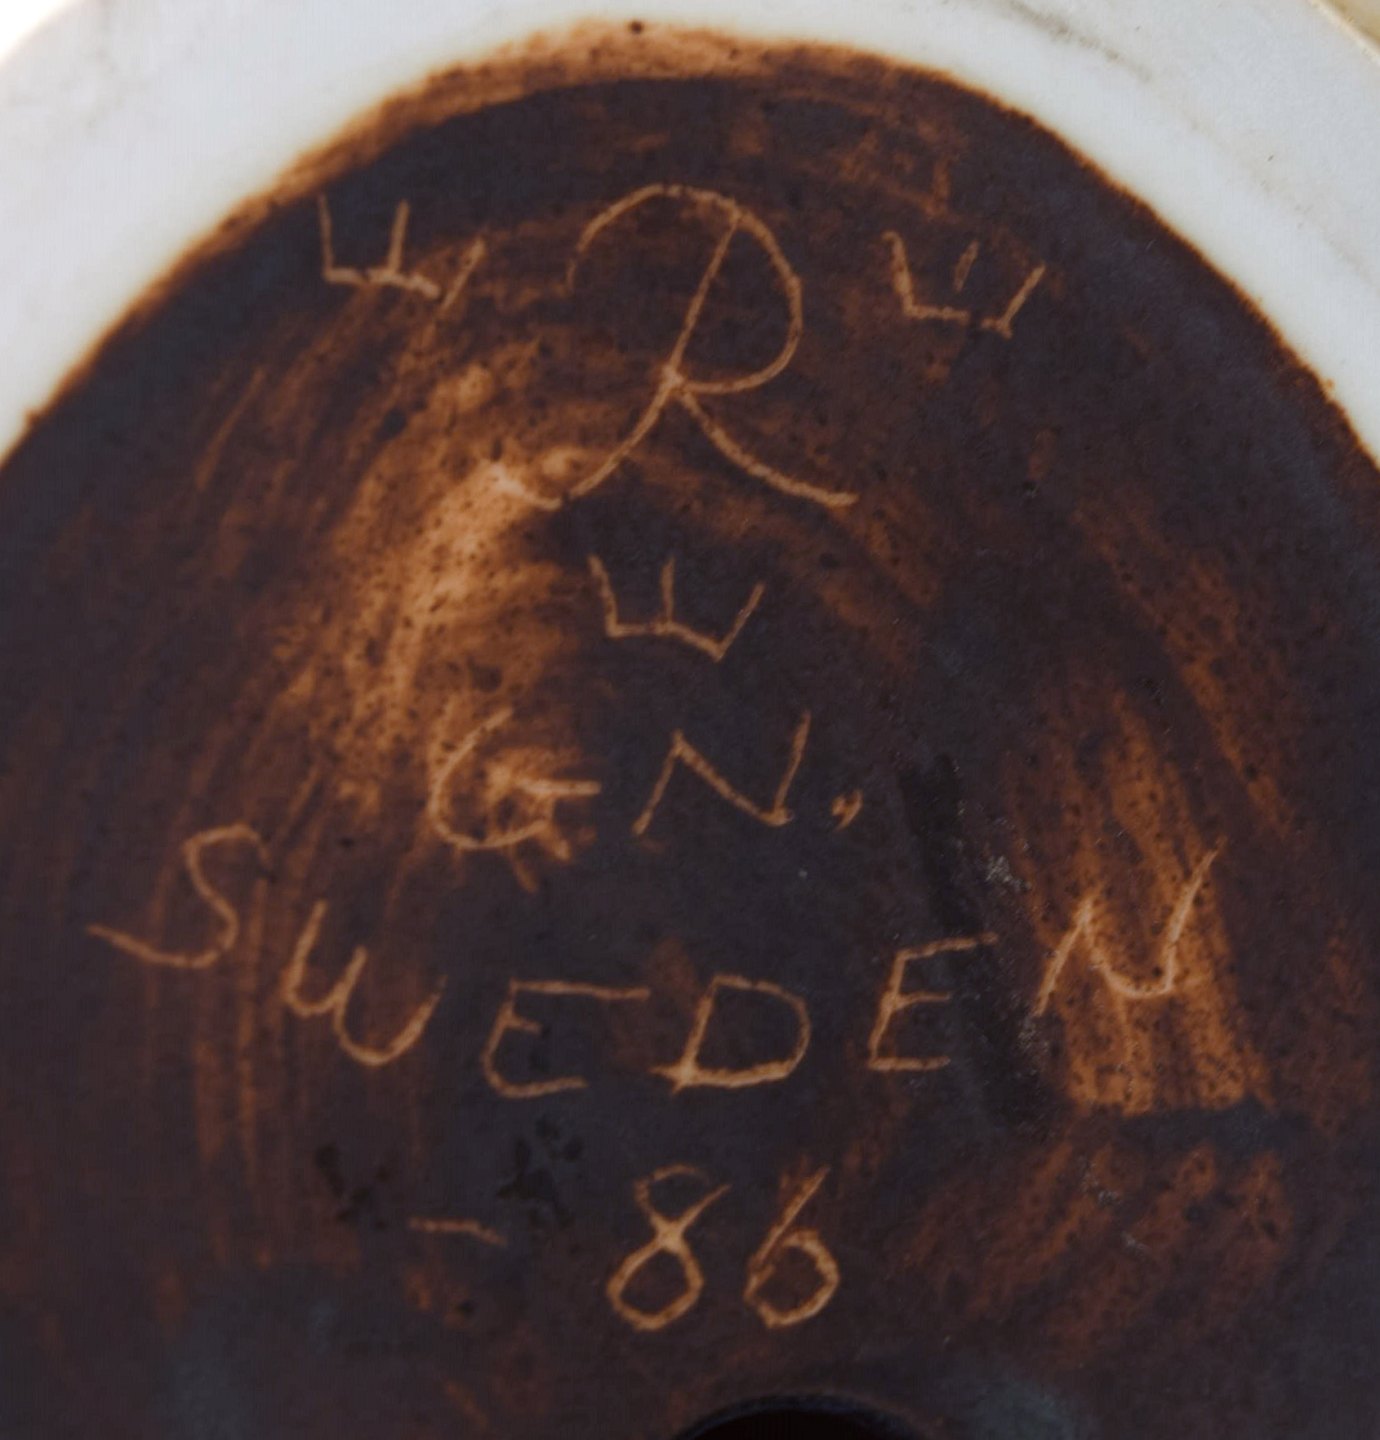 R
GN.
SWEDEN
- 86